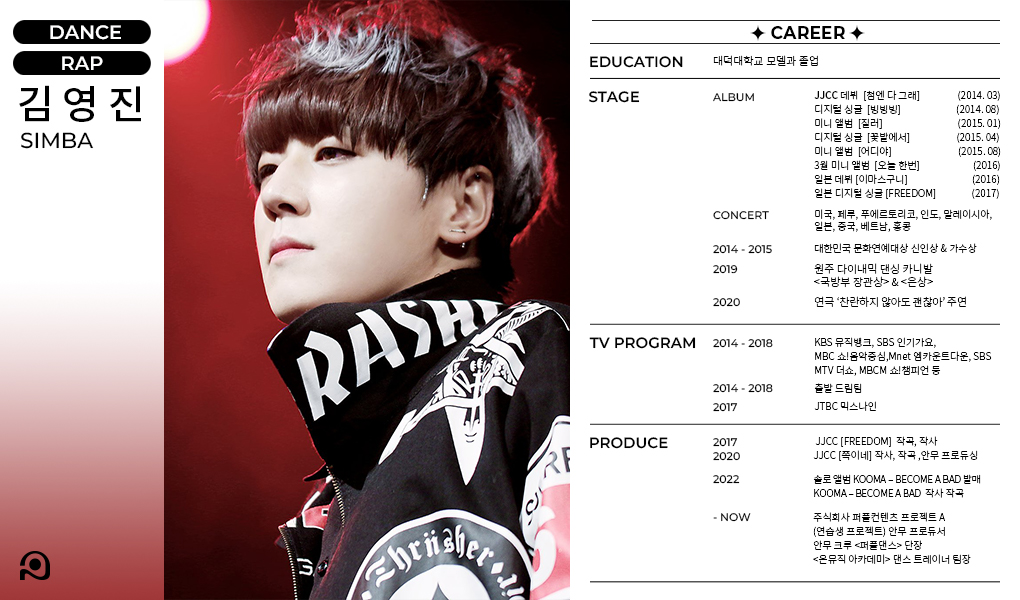 DANCE
RAP
김 영 진
SIMBA
✦ CAREER ✦
EDUCATION 대덕대학교 모델과 졸업
STAGE ALBUM JJCC 데뷔 [첨엔 다 그래] (2014. 03)
디지털 싱글 [빙빙빙] (2014. 08)
미니 앨범 [질러] (2015. 01)
디지털 싱글 [꽃밭에서] (2015. 04)
미니 앨범 [어디야] (2015. 08)
3월 미니 앨범 [오늘 한번] (2016)
일본 데뷔 [이마스구니] (2016)
일본 디지털 싱글 [FREEDOM] (2017)
CONCERT 미국, 페루, 푸에르토리코, 인도, 말레이시아,
일본, 중국, 베트남, 홍콩
2014 - 2015 대한민국 문화연예대상 신인상 & 가수상
2019 원주 다이내믹 댄싱 카니발
<국방부 장관상> & <은상>
2020 연극 ‘찬란하지 않아도 괜찮아’ 주연
TV PROGRAM 2014 - 2018 KBS 뮤직뱅크, SBS 인기가요,
MBC 쇼!음악중심,Mnet 엠카운트다운, SBS
MTV 더쇼, MBCM 쇼!챔피언 등
2014 - 2018 출발 드림팀
2017 JTBC 믹스나인
PRODUCE 2017 JJCC [FREEDOM] 작곡, 작사
2020 JJCC [쪽이네] 작사, 작곡 ,안무 프로듀싱
2022 솔로 앨범 KOOMA – BECOME A BAD 발매
KOOMA – BECOME A BAD 작사 작곡
- NOW 주식회사 퍼플컨텐츠 프로젝트 A
(연습생 프로젝트) 안무 프로듀서
안무 크루 <퍼플댄스> 단장
<온뮤직 아카데미> 댄스 트레이너 팀장
RASH
Thrüsher